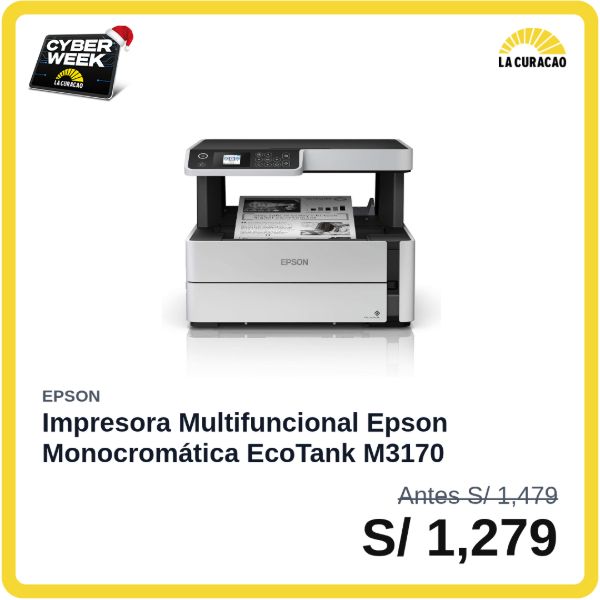 CYBER
WEEK
LA CURACAO
LA CURACAO
EPSON
EPSON
Impresora Multifuncional Epson
Monocromática EcoTank M3170
Antes S/ 1,479
S/ 1,279